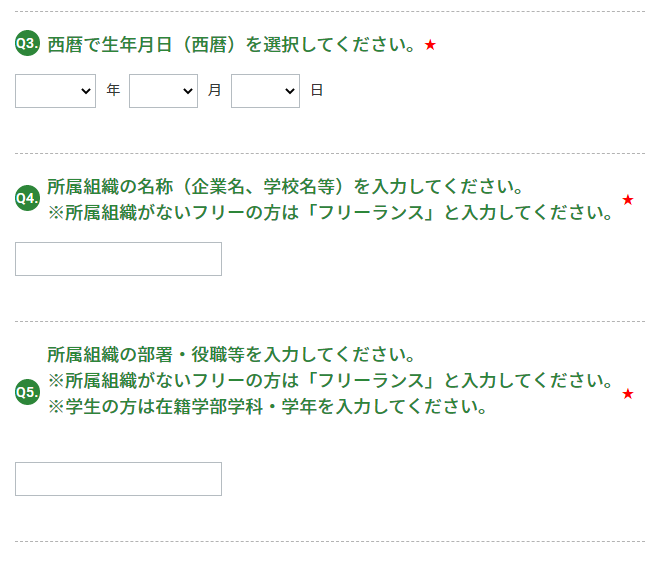 Q3. 西暦で生年月日（西暦）を選択してください。★
年 月 日
所属組織の名称（企業名、学校名等）を入力してください。
Q4. ※所属組織がないフリーの方は「フリーランス」と入力してください。★
所属組織の部署・役職等を入力してください。
※所属組織がないフリーの方は「フリーランス」と入力してください。★
Q5. ※学生の方は在籍学部学科・学年を入力してください。